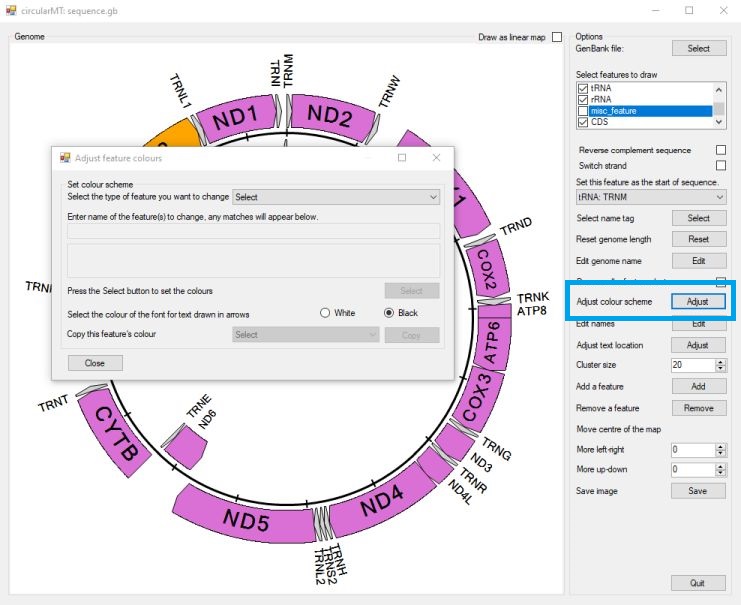 circularMT: sequence.gb
Genome
Draw as linear map
TRNL1
TRNI
TRNM
TRNW
ND1
ND2
TRND
COX2
TRNK
ATP8
ATP6
COX3
TRNG
ND3
TRNR
ND4L
ND4
TRNH
TRNS2
TRNL2
ND5
ND6
TRNE
CYTB
TRNT
Adjust feature colours
Set colour scheme
Select the type of feature you want to change Select
Enter name of the feature(s) to change, any matches will appear below.
Press the Select button to set the colours Select
Select the colour of the font for text drawn in arrows White Black
Copy this feature's colour Select Copy
Close
Options
GenBank file: Select
Select features to draw
tRNA
rRNA
misc_feature
CDS
Reverse complement sequence
Switch strand
Set this feature as the start of sequence.
tRNA: TRNM
Select name tag Select
Reset genome length Reset
Edit genome name Edit
Adjust colour scheme Adjust
Edit names Edit
Adjust text location Adjust
Cluster size 20
Add a feature Add
Remove a feature Remove
Move centre of the map
More left-right 0
More up-down 0
Save image Save
Quit